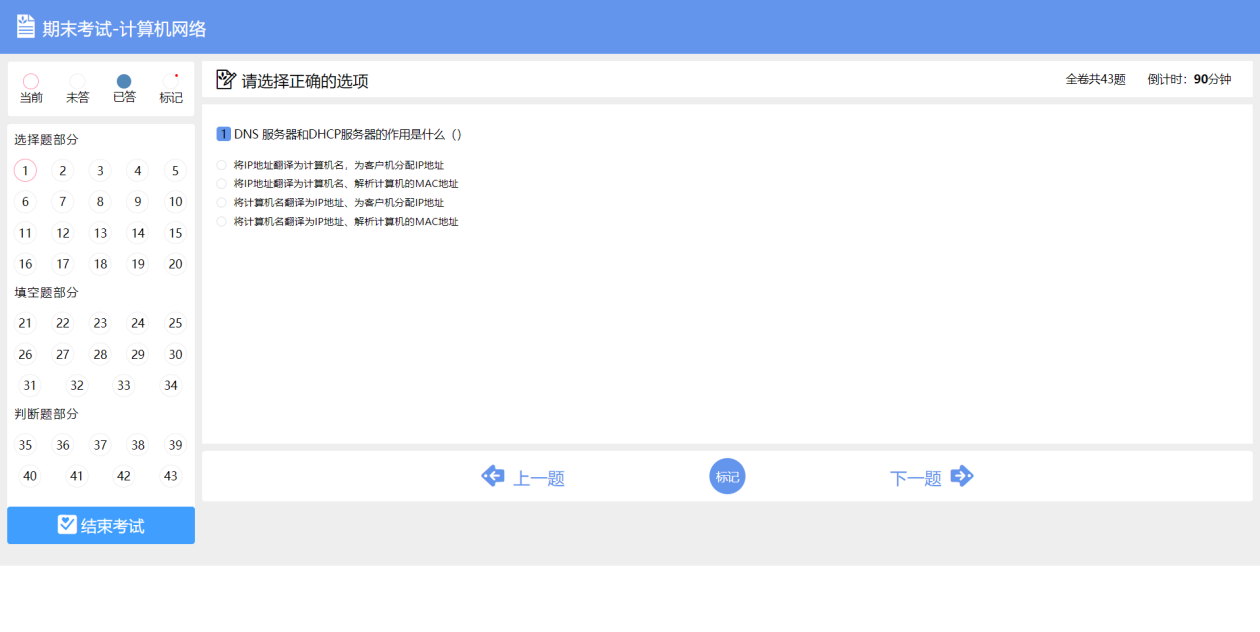 期末考试-计算机网络
当前 未答 已答 标记
请选择正确的选项 全卷共43题 倒计时：90分钟
选择题部分
1 2 3 4 5
6 7 8 9 10
11 12 13 14 15
16 17 18 19 20
填空题部分
21 22 23 24 25
26 27 28 29 30
31 32 33 34
判断题部分
35 36 37 38 39
40 41 42 43
结束考试
1 DNS 服务器和DHCP服务器的作用是什么（）
将IP地址翻译为计算机名，为客户机分配IP地址
将IP地址翻译为计算机名、解析计算机的MAC地址
将计算机名翻译为IP地址、为客户机分配IP地址
将计算机名翻译为IP地址、解析计算机的MAC地址
上一题 标记 下一题